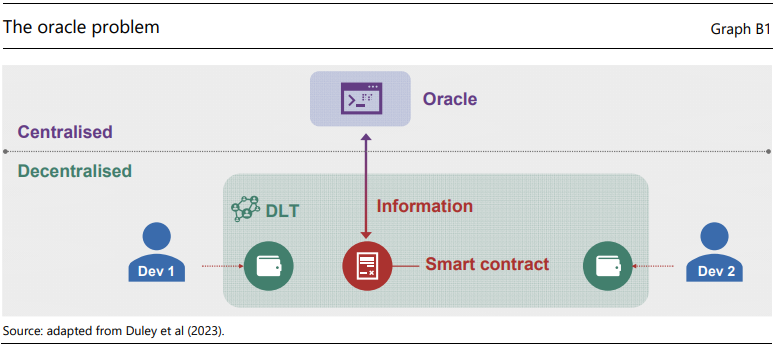 The oracle problem
Graph B1
Oracle
Centralised
Decentralised
DLT
Information
Dev 1
Smart contract
Dev 2
Source: adapted from Duley et al (2023).